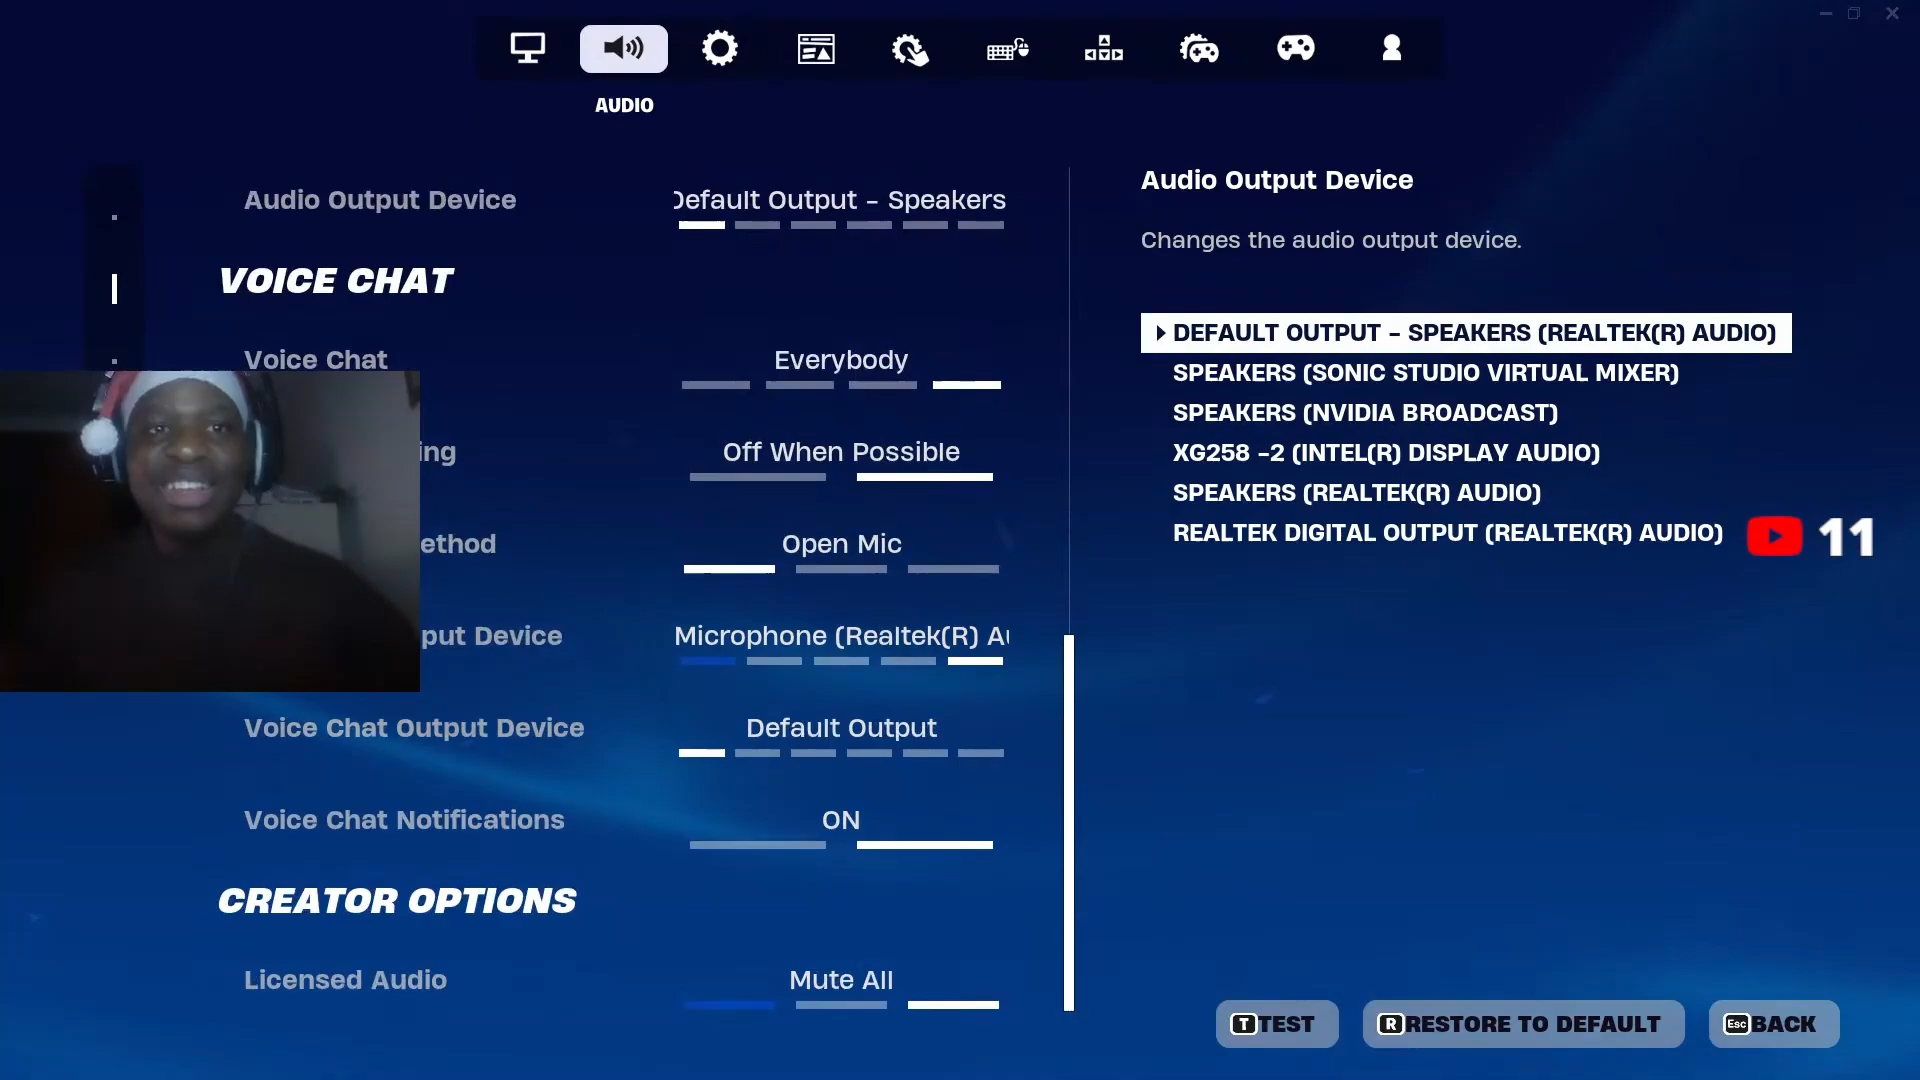 AUDIO
Audio Output Device
Default Output - Speakers
VOICE CHAT
Voice Chat
Everybody
ing
Off When Possible
ethod
Open Mic
put Device
Microphone (Realtek(R) Au
Voice Chat Output Device
Default Output
Voice Chat Notifications
ON
CREATOR OPTIONS
Licensed Audio
Mute All
Audio Output Device
Changes the audio output device.
DEFAULT OUTPUT - SPEAKERS (REALTEK(R) AUDIO)
SPEAKERS (SONIC STUDIO VIRTUAL MIXER)
SPEAKERS (NVIDIA BROADCAST)
XG258 -2 (INTEL(R) DISPLAY AUDIO)
SPEAKERS (REALTEK(R) AUDIO)
REALTEK DIGITAL OUTPUT (REALTEK(R) AUDIO)
11
T TEST
R RESTORE TO DEFAULT
Esc BACK